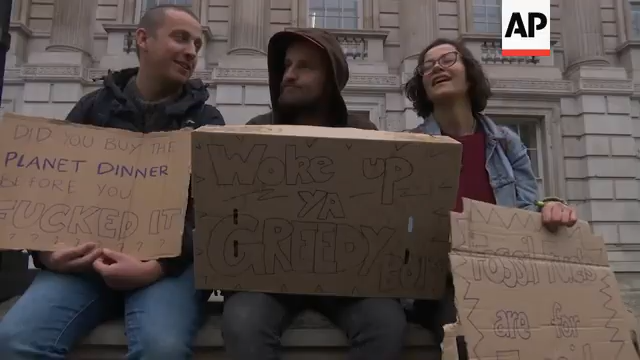 AP
DID YOU BUY THE
PLANET DINNER
BEFORE YOU
FUCKED IT
? ? ? ? ? ? ?
Woke up
YA
GREEDY
Fossil fuels
are for